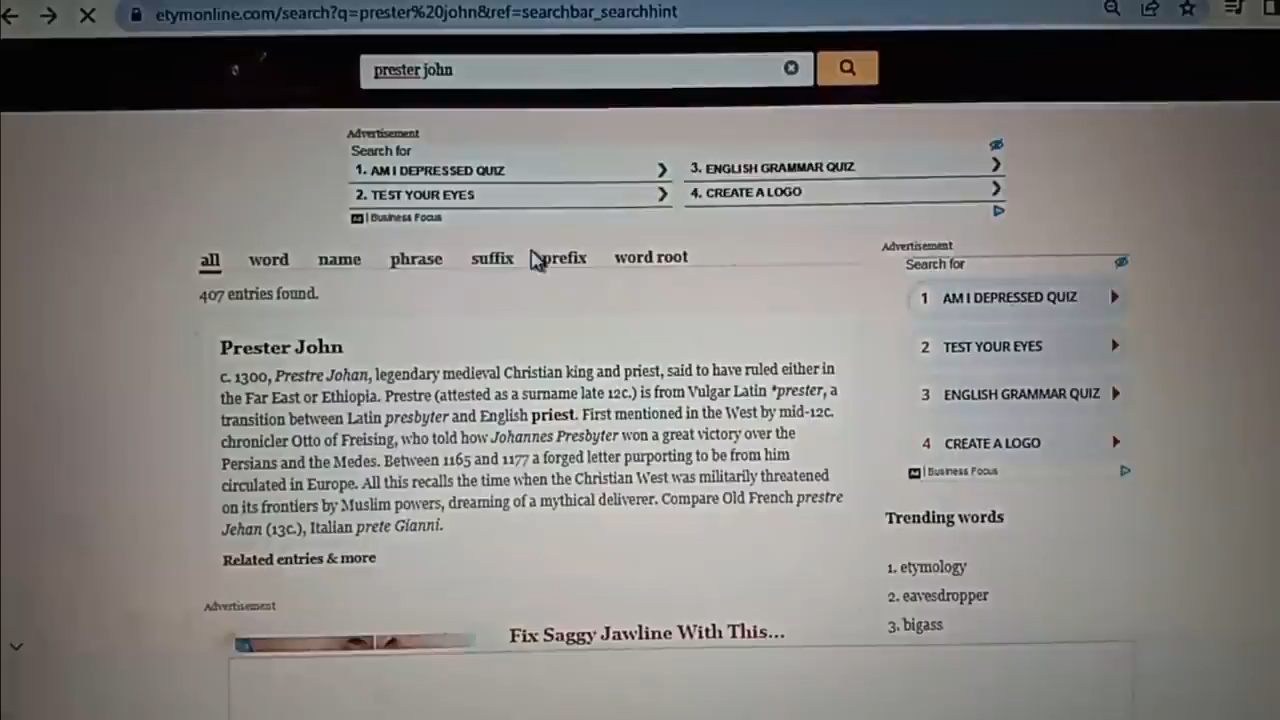 etymonline.com/search?q=prester%20john&ref=searchbar_searchhint
prester john
Advertisement
Search for
1. AM I DEPRESSED QUIZ
2. TEST YOUR EYES
3. ENGLISH GRAMMAR QUIZ
4. CREATE A LOGO
Ad | Business Focus
all word name phrase suffix prefix word root
407 entries found.
Prester John
c. 1300, Prestre Johan, legendary medieval Christian king and priest, said to have ruled either in
the Far East or Ethiopia. Prestre (attested as a surname late 12c.) is from Vulgar Latin *prester, a
transition between Latin presbyter and English priest. First mentioned in the West by mid-12c.
chronicler Otto of Freising, who told how Johannes Presbyter won a great victory over the
Persians and the Medes. Between 1165 and 1177 a forged letter purporting to be from him
circulated in Europe. All this recalls the time when the Christian West was militarily threatened
on its frontiers by Muslim powers, dreaming of a mythical deliverer. Compare Old French prestre
Jehan (13c.), Italian prete Gianni.
Related entries & more
Advertisement
Fix Saggy Jawline With This...
Advertisement
Search for
1 AM I DEPRESSED QUIZ
2 TEST YOUR EYES
3 ENGLISH GRAMMAR QUIZ
4 CREATE A LOGO
Ad | Business Focus
Trending words
1. etymology
2. eavesdropper
3. bigass